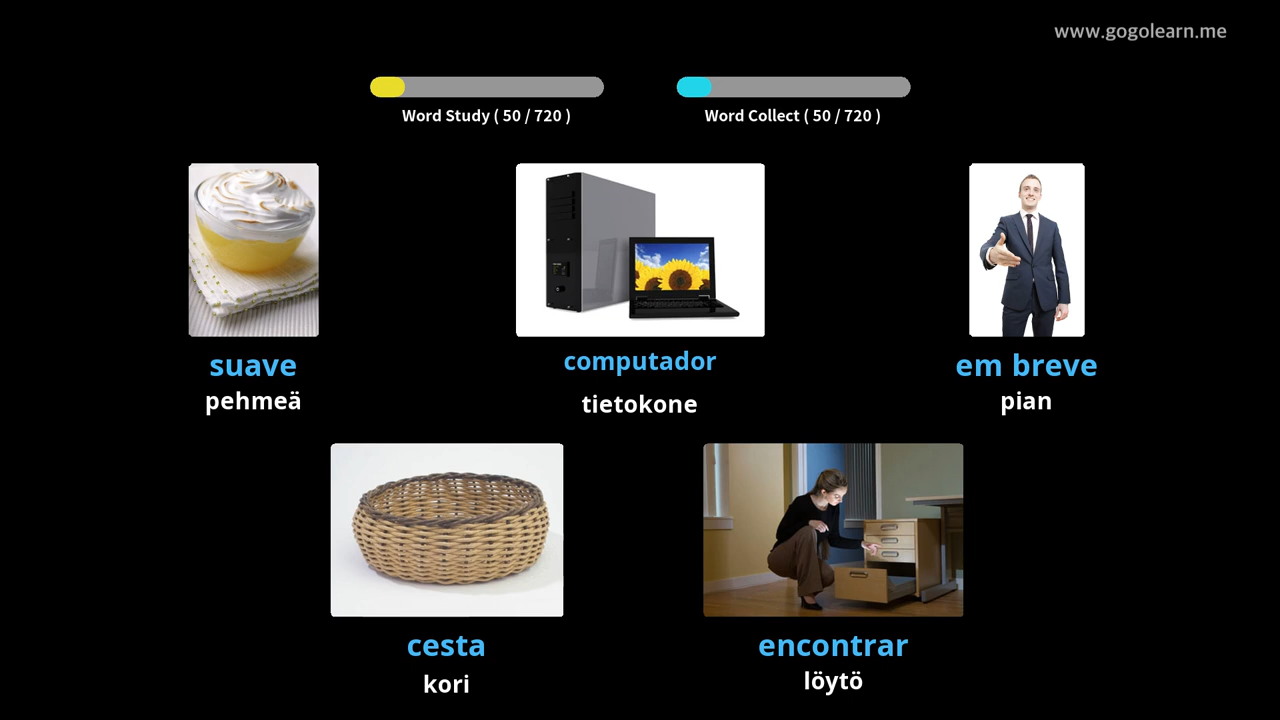 www.gogolearn.me
Word Study ( 50 / 720 )
Word Collect ( 50 / 720 )
suave
pehmeä
computador
tietokone
em breve
pian
cesta
kori
encontrar
löytö